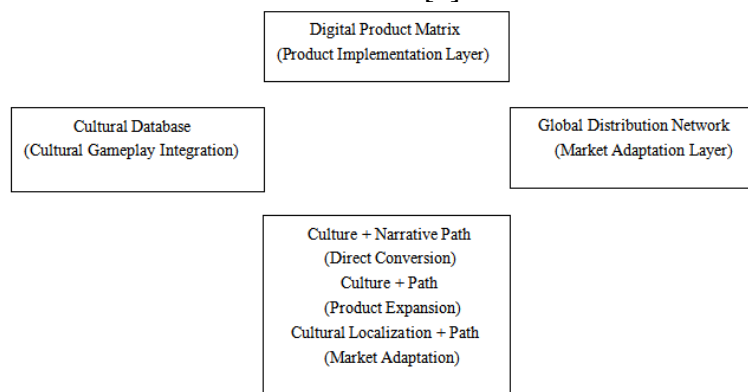 Digital Product Matrix
(Product Implementation Layer)
Cultural Database
(Cultural Gameplay Integration)
Global Distribution Network
(Market Adaptation Layer)
Culture + Narrative Path
(Direct Conversion)
Culture + Path
(Product Expansion)
Cultural Localization + Path
(Market Adaptation)